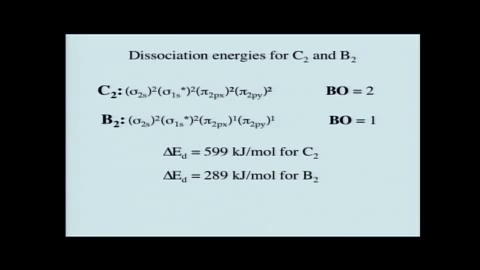 Dissociation energies for C₂ and B₂
C₂: (σ₂ₛ)²(σ₁ₛ*)²(π₂ₚₓ)²(π₂ₚᵧ)² BO = 2
B₂: (σ₂ₛ)²(σ₁ₛ*)²(π₂ₚₓ)¹(π₂ₚᵧ)¹ BO = 1
ΔE_d = 599 kJ/mol for C₂
ΔE_d = 289 kJ/mol for B₂